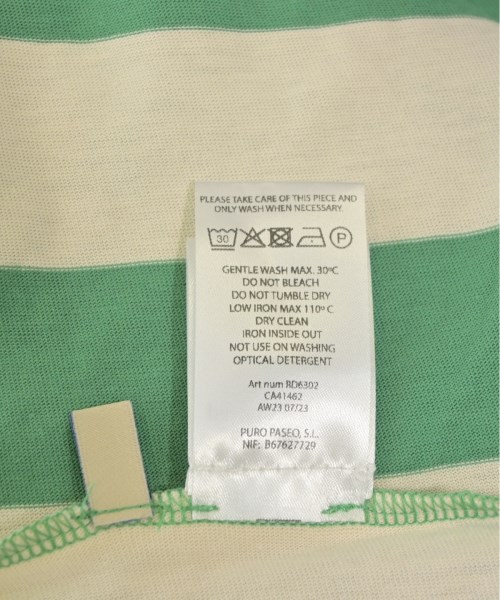 PLEASE TAKE CARE OF THIS PIECE AND
ONLY WASH WHEN NECESSARY.
30 P
GENTLE WASH MAX. 30ºC
DO NOT BLEACH
DO NOT TUMBLE DRY
LOW IRON MAX 110º C
DRY CLEAN
IRON INSIDE OUT
NOT USE ON WASHING
OPTICAL DETERGENT
Art num RD6302
CA41462
AW23 07/23
PURO PASEO, S.L.
NIF: B67627729